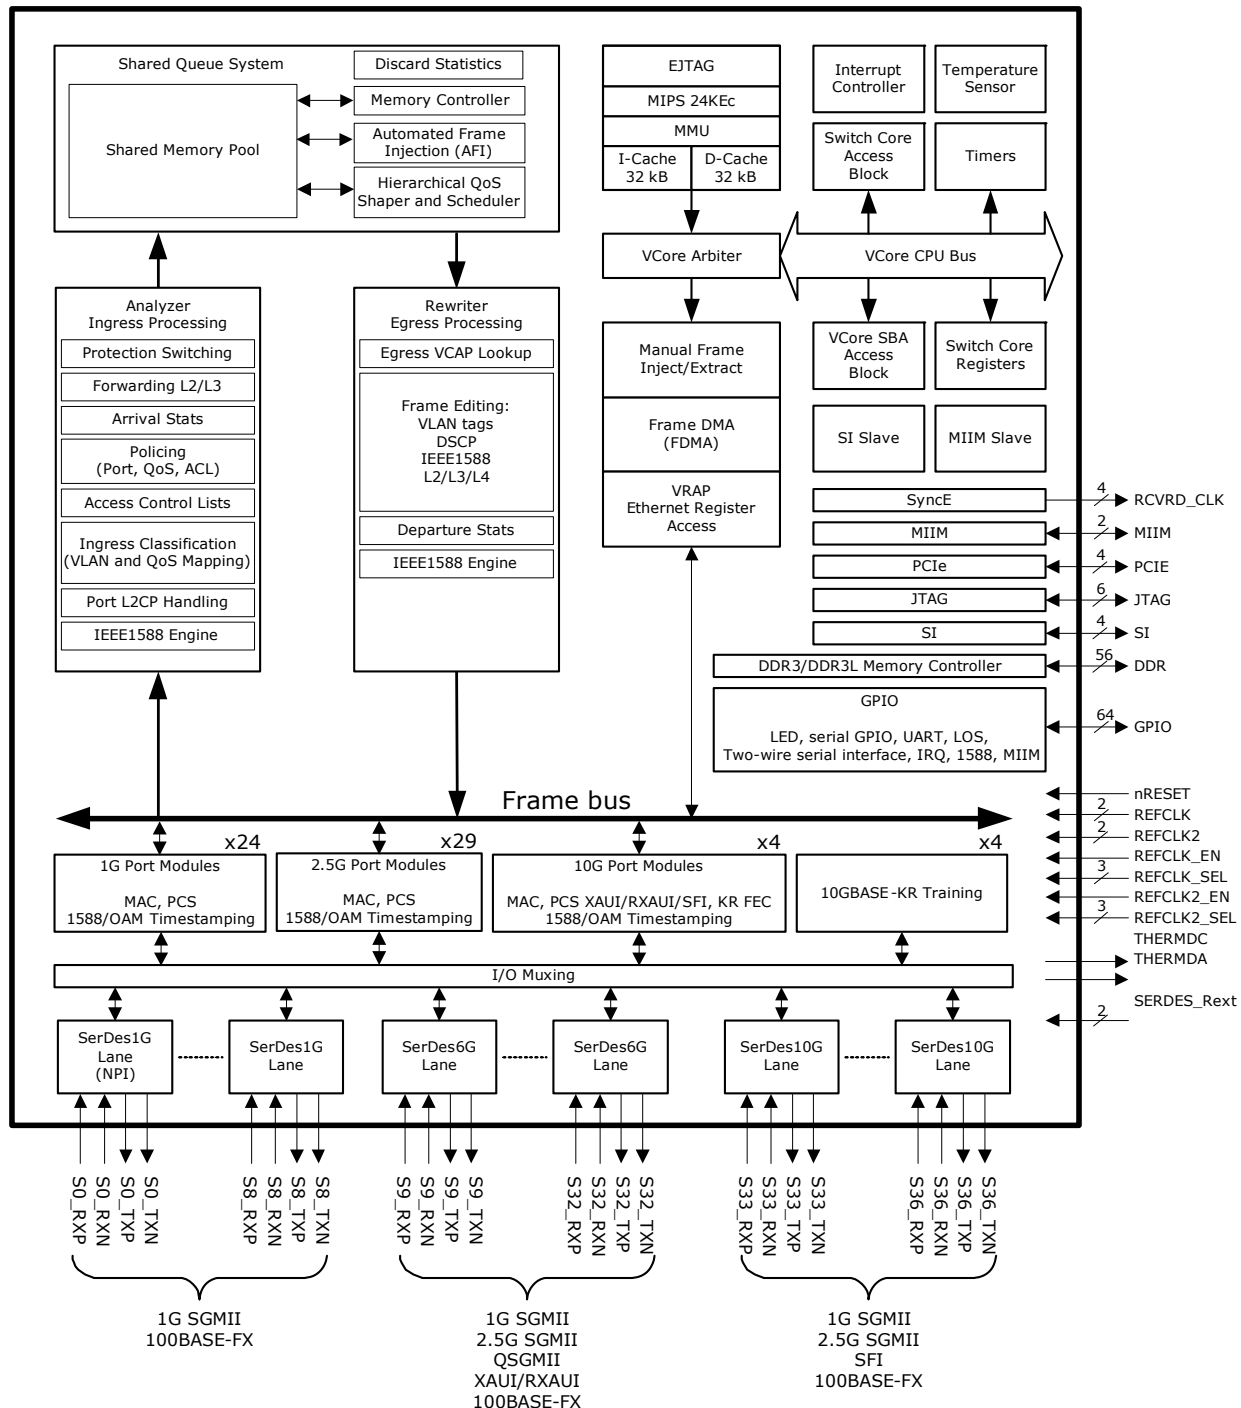 Shared Queue System
Shared Memory Pool
Discard Statistics
Memory Controller
Automated Frame
Injection (AFI)
Hierarchical QoS
Shaper and Scheduler
EJTAG
MIPS 24KEc
MMU
I-Cache
32 kB
D-Cache
32 kB
Interrupt
Controller
Temperature
Sensor
Switch Core
Access
Block
Timers
VCore Arbiter
VCore CPU Bus
Analyzer
Ingress Processing
Protection Switching
Forwarding L2/L3
Arrival Stats
Policing
(Port, QoS, ACL)
Access Control Lists
Ingress Classification
(VLAN and QoS Mapping)
Port L2CP Handling
IEEE1588 Engine
Rewriter
Egress Processing
Egress VCAP Lookup
Frame Editing:
VLAN tags
DSCP
IEEE1588
L2/L3/L4
Departure Stats
IEEE1588 Engine
Manual Frame
Inject/Extract
Frame DMA
(FDMA)
VRAP
Ethernet Register
Access
VCore SBA
Access
Block
Switch Core
Registers
SI Slave
MIIM Slave
SyncE
4
RCVRD_CLK
MIIM
2
MIIM
PCIe
4
PCIE
JTAG
6
JTAG
SI
4
SI
DDR3/DDR3L Memory Controller
56
DDR
GPIO
LED, serial GPIO, UART, LOS,
Two-wire serial interface, IRQ, 1588, MIIM
64
GPIO
nRESET
2
REFCLK
2
REFCLK2
REFCLK_EN
3
REFCLK_SEL
REFCLK2_EN
3
REFCLK2_SEL
THERMDC
THERMDA
SERDES_Rext
2
Frame bus
x24
1G Port Modules
MAC, PCS
1588/OAM Timestamping
x29
2.5G Port Modules
MAC, PCS
1588/OAM Timestamping
x4
10G Port Modules
MAC, PCS XAUI/RXAUI/SFI, KR FEC
1588/OAM Timestamping
x4
10GBASE-KR Training
I/O Muxing
SerDes1G
Lane
(NPI)
SerDes1G
Lane
SerDes6G
Lane
SerDes6G
Lane
SerDes10G
Lane
SerDes10G
Lane
S0_RXP
S0_RXN
S0_TXP
S0_TXN
S8_RXP
S8_RXN
S8_TXP
S8_TXN
S9_RXP
S9_RXN
S9_TXP
S9_TXN
S32_RXP
S32_RXN
S32_TXP
S32_TXN
S33_RXP
S33_RXN
S33_TXP
S33_TXN
S36_RXP
S36_RXN
S36_TXP
S36_TXN
1G SGMII
100BASE-FX
1G SGMII
2.5G SGMII
QSGMII
XAUI/RXAUI
100BASE-FX
1G SGMII
2.5G SGMII
SFI
100BASE-FX